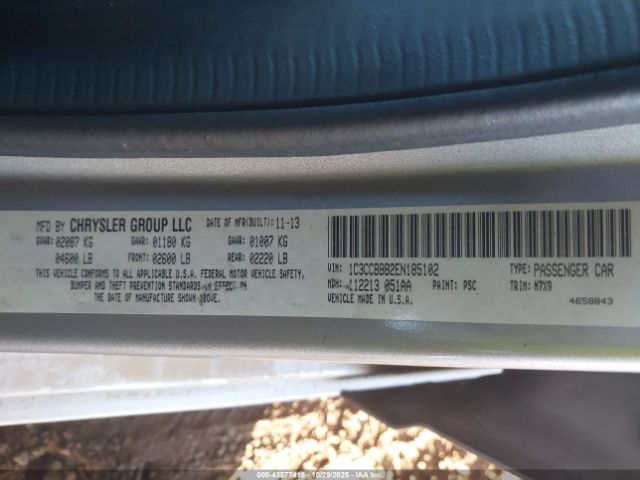 MFD BY CHRYSLER GROUP LLC DATE OF MFR(BUILT): 11-13
GVWR: 02087 KG GAWR: 01180 KG GAWR: 01007 KG
04600 LB FRONT: 02600 LB REAR: 02220 LB
THIS VEHICLE CONFORMS TO ALL APPLICABLE U.S.A. FEDERAL MOTOR VEHICLE SAFETY,
BUMPER AND THEFT PREVENTION STANDARDS IN EFFECT ON
THE DATE OF MANUFACTURE SHOWN ABOVE.
VIN: 1C3CCBBB2EN185102 TYPE: PASSENGER CAR
MDH: 112213 051AA PAINT: PSC TRIM: N7X9
VEHICLE MADE IN U.S.A. 4658843
000-43577418 - 10/29/2025 - IAAI.COM